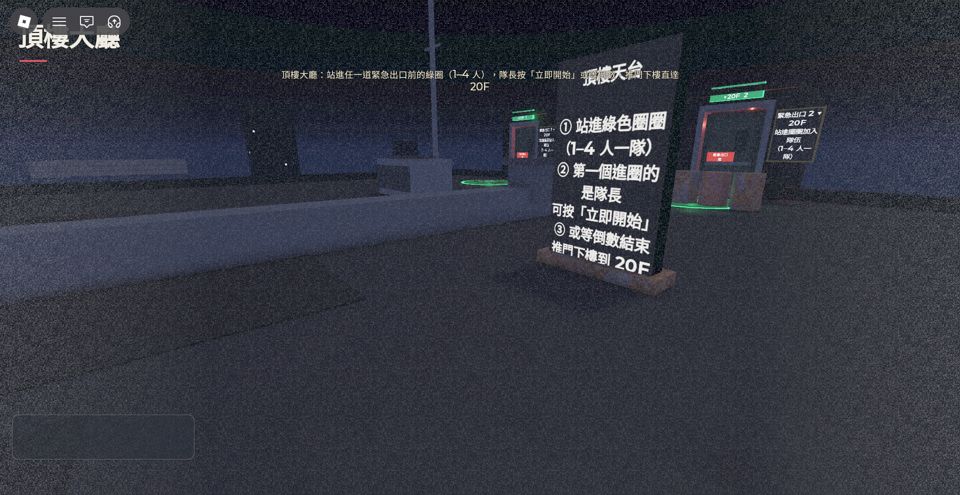 頂樓大廳
頂樓大廳：站進任一道緊急出口前的綠圈（1–4 人），隊長按「立即開始」或
下樓直達
20F
頂樓天台
① 站進綠色圈圈
（1–4 人一隊）
② 第一個進圈的
是隊長
可按「立即開始」
③ 或等倒數結束
推門下樓到 20F
20F 2
緊急出口 2
20F
站進圈圈加入
隊伍
（1–4 人一
隊）